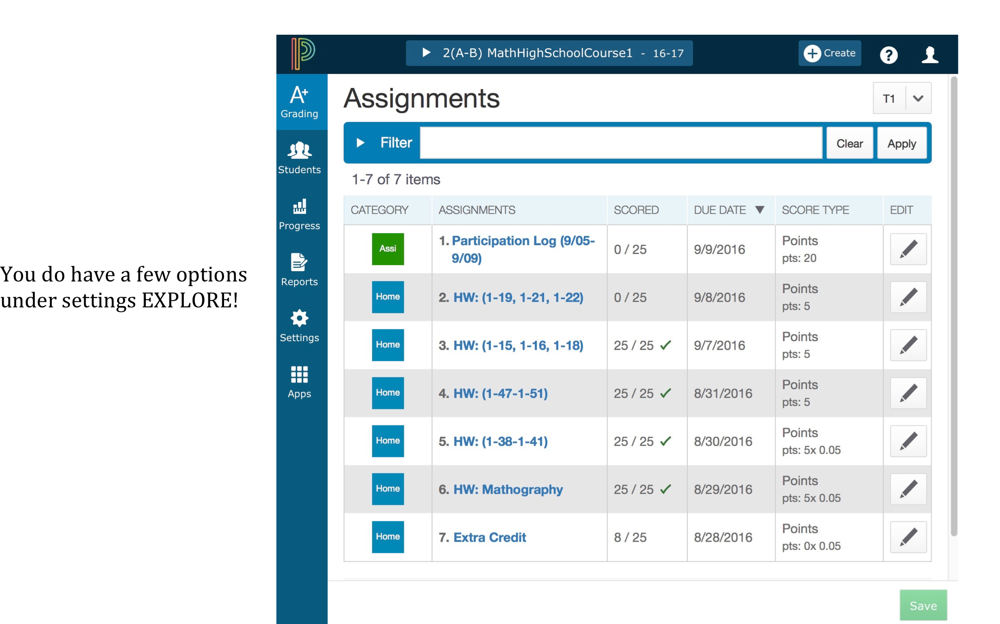 2(A-B) MathHighSchoolCourse1 - 16-17
Create
?
A+
Grading
Students
Progress
Reports
Settings
Apps
Assignments
T1
Filter
Clear
Apply
1-7 of 7 items
CATEGORY ASSIGNMENTS SCORED DUE DATE SCORE TYPE EDIT
Assi 1. Participation Log (9/05-
9/09) 0 / 25 9/9/2016 Points
pts: 20
Home 2. HW: (1-19, 1-21, 1-22) 0 / 25 9/8/2016 Points
pts: 5
Home 3. HW: (1-15, 1-16, 1-18) 25 / 25 ✓ 9/7/2016 Points
pts: 5
Home 4. HW: (1-47-1-51) 25 / 25 ✓ 8/31/2016 Points
pts: 5
Home 5. HW: (1-38-1-41) 25 / 25 ✓ 8/30/2016 Points
pts: 5x 0.05
Home 6. HW: Mathography 25 / 25 ✓ 8/29/2016 Points
pts: 5x 0.05
Home 7. Extra Credit 8 / 25 8/28/2016 Points
pts: 0x 0.05
Save
You do have a few options
under settings EXPLORE!